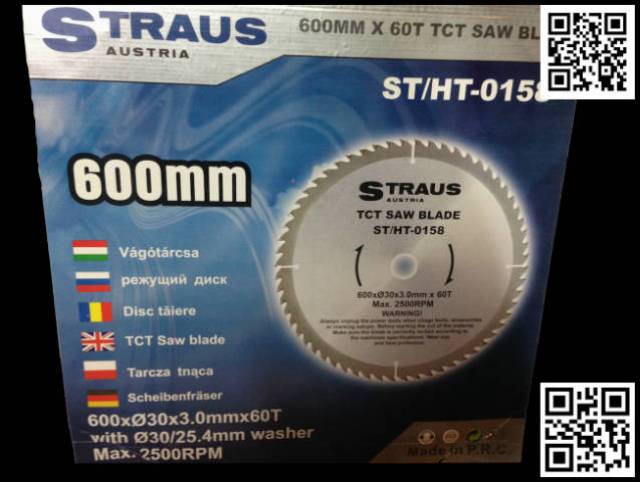 STRAUS
AUSTRIA
600MM X 60T TCT SAW BL
ST/HT-0158
600mm
STRAUS
AUSTRIA
TCT SAW BLADE
ST/HT-0158
600xØ30x3.0mm x 60T
Max. 2500RPM
WARNING!
Vágótárcsa
режущий диск
Disc tăiere
TCT Saw blade
Tarcza tnąca
Scheibenfräser
600xØ30x3.0mmx60T
with Ø30/25.4mm washer
Max. 2500RPM
Made in P.R.C.